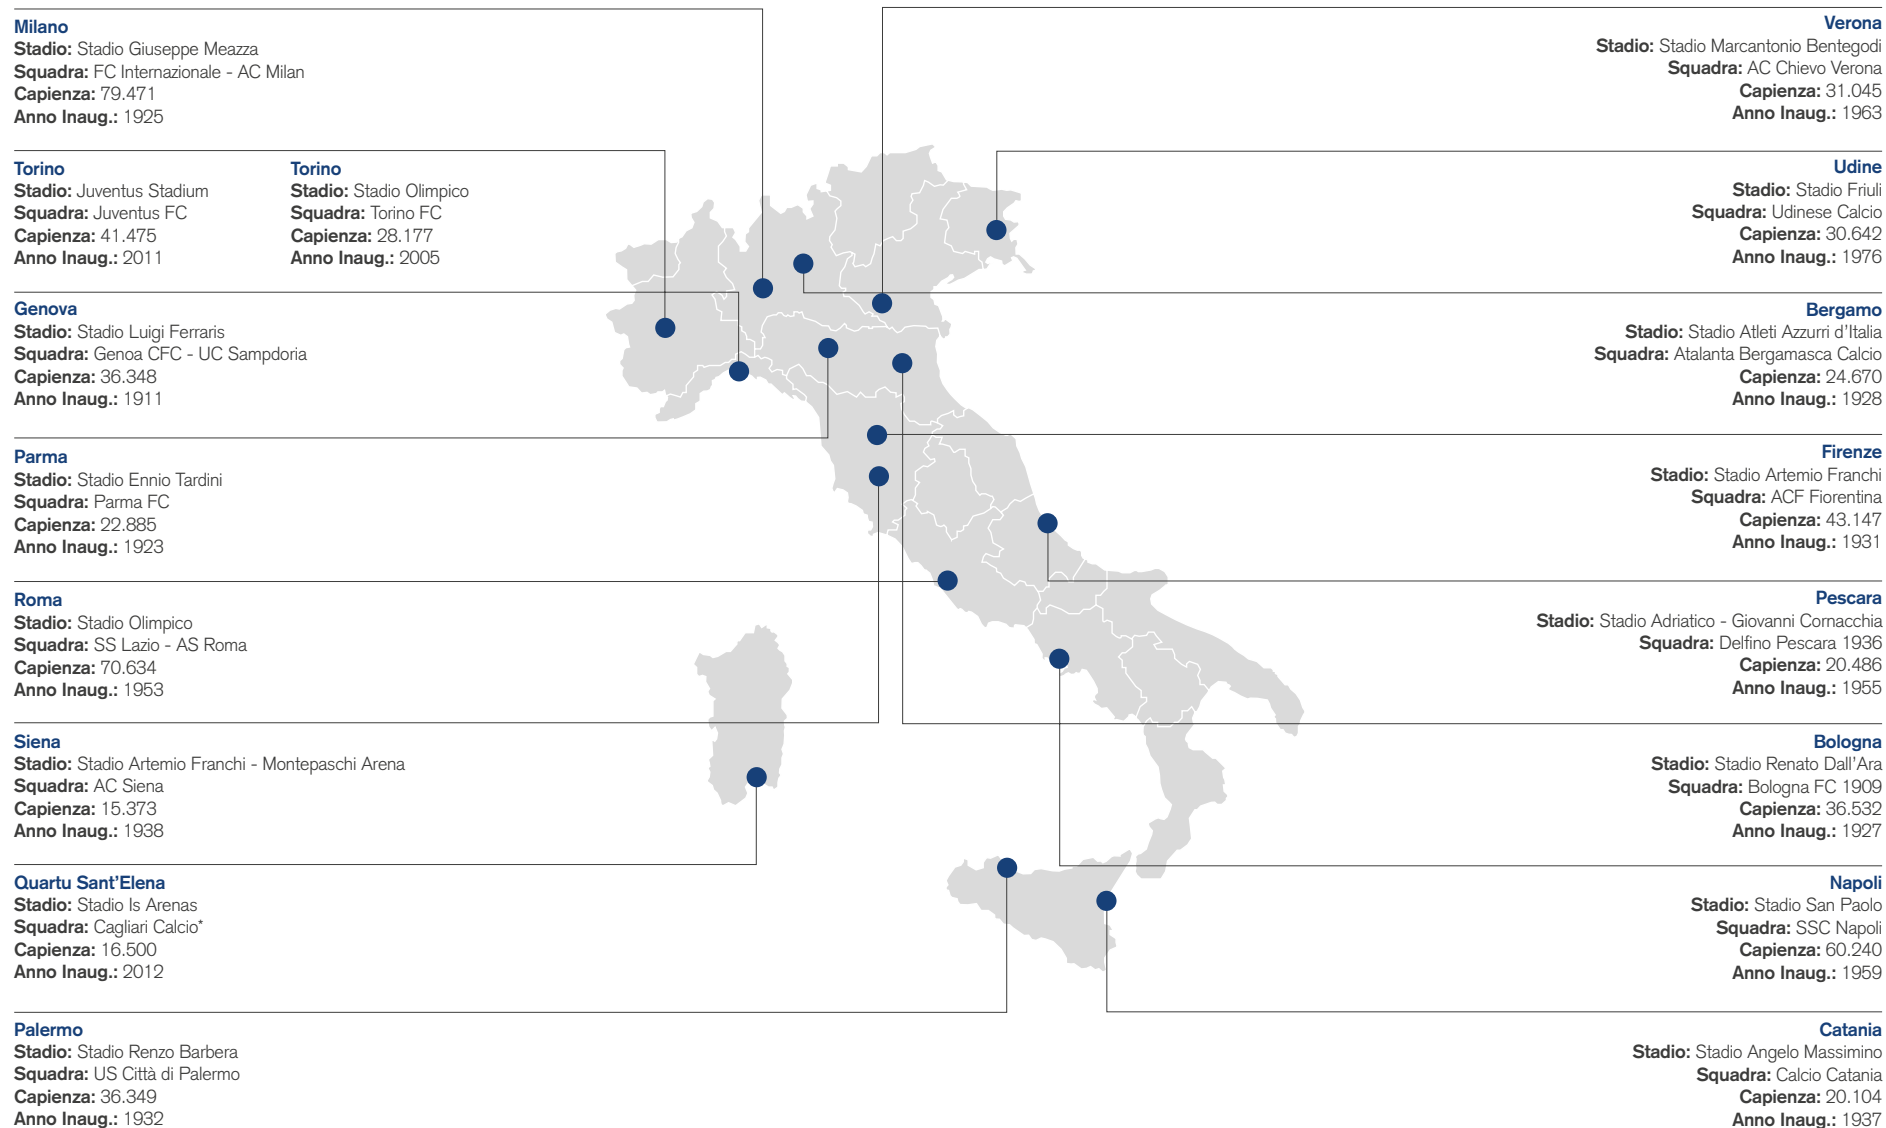 Milano
Stadio: Stadio Giuseppe Meazza
Squadra: FC Internazionale - AC Milan
Capienza: 79.471
Anno Inaug.: 1925
Torino
Stadio: Juventus Stadium
Squadra: Juventus FC
Capienza: 41.475
Anno Inaug.: 2011
Torino
Stadio: Stadio Olimpico
Squadra: Torino FC
Capienza: 28.177
Anno Inaug.: 2005
Genova
Stadio: Stadio Luigi Ferraris
Squadra: Genoa CFC - UC Sampdoria
Capienza: 36.348
Anno Inaug.: 1911
Parma
Stadio: Stadio Ennio Tardini
Squadra: Parma FC
Capienza: 22.885
Anno Inaug.: 1923
Roma
Stadio: Stadio Olimpico
Squadra: SS Lazio - AS Roma
Capienza: 70.634
Anno Inaug.: 1953
Siena
Stadio: Stadio Artemio Franchi - Montepaschi Arena
Squadra: AC Siena
Capienza: 15.373
Anno Inaug.: 1938
Quartu Sant'Elena
Stadio: Stadio Is Arenas
Squadra: Cagliari Calcio*
Capienza: 16.500
Anno Inaug.: 2012
Palermo
Stadio: Stadio Renzo Barbera
Squadra: US Città di Palermo
Capienza: 36.349
Anno Inaug.: 1932
Verona
Stadio: Stadio Marcantonio Bentegodi
Squadra: AC Chievo Verona
Capienza: 31.045
Anno Inaug.: 1963
Udine
Stadio: Stadio Friuli
Squadra: Udinese Calcio
Capienza: 30.642
Anno Inaug.: 1976
Bergamo
Stadio: Stadio Atleti Azzurri d'Italia
Squadra: Atalanta Bergamasca Calcio
Capienza: 24.670
Anno Inaug.: 1928
Firenze
Stadio: Stadio Artemio Franchi
Squadra: ACF Fiorentina
Capienza: 43.147
Anno Inaug.: 1931
Pescara
Stadio: Stadio Adriatico - Giovanni Cornacchia
Squadra: Delfino Pescara 1936
Capienza: 20.486
Anno Inaug.: 1955
Bologna
Stadio: Stadio Renato Dall'Ara
Squadra: Bologna FC 1909
Capienza: 36.532
Anno Inaug.: 1927
Napoli
Stadio: Stadio San Paolo
Squadra: SSC Napoli
Capienza: 60.240
Anno Inaug.: 1959
Catania
Stadio: Stadio Angelo Massimino
Squadra: Calcio Catania
Capienza: 20.104
Anno Inaug.: 1937